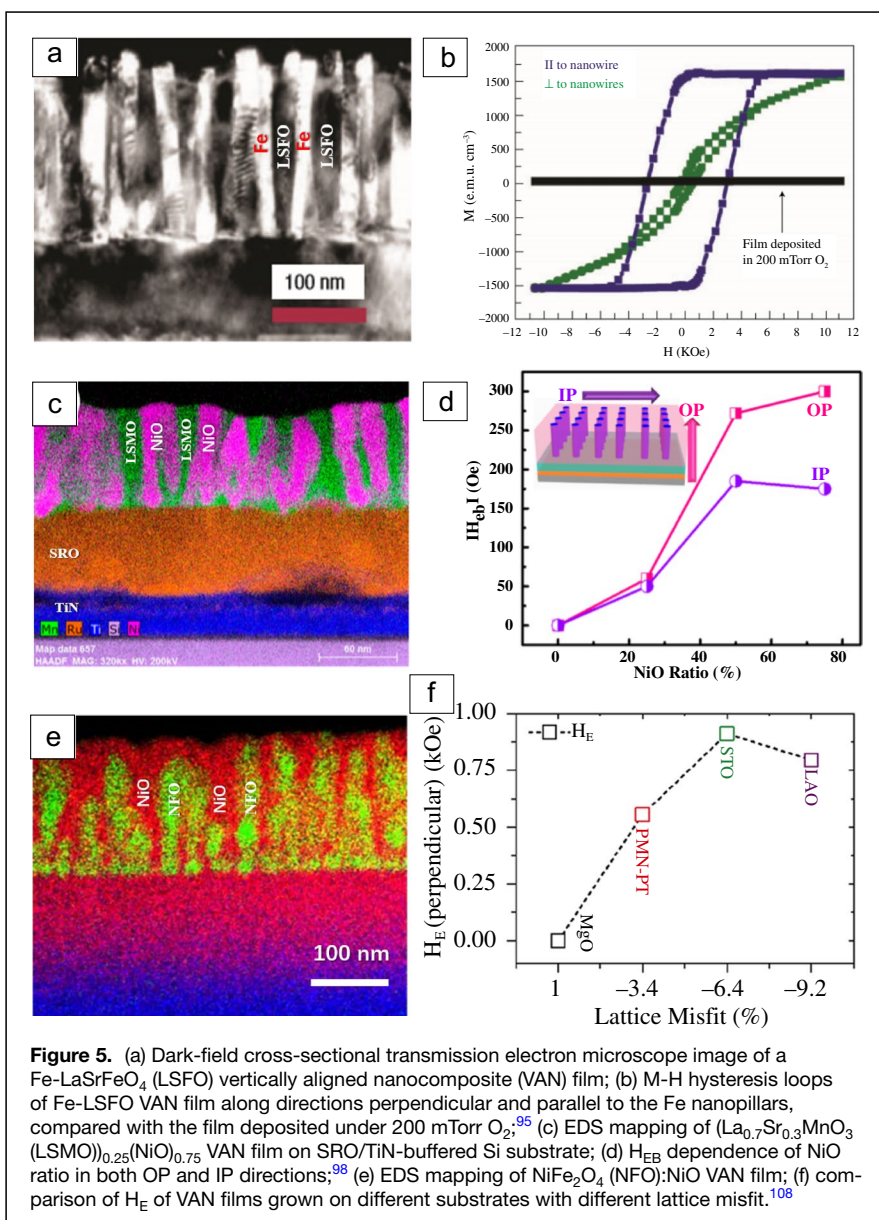 a
Fe
LSFO
Fe
LSFO
100 nm
b
II to nanowire
⊥ to nanowires
M (e.m.u. cm⁻³)
2000
1500
1000
500
0
−500
−1000
−1500
−2000
Film deposited
in 200 mTorr O₂
−12 −10 −8 −6 −4 −2 0 2 4 6 8 10 12
H (KOe)
c
LSMO
NiO
LSMO
NiO
SRO
TiN
Mn Ru Ti Si N
Map data 657
HAADF MAG: 320kx HV: 200kV
60 nm
d
IP
OP
OP
IP
IH_eb I (Oe)
300
250
200
150
100
50
0
0 20 40 60 80
NiO Ratio (%)
e
NiO
NFO
NiO
NFO
100 nm
f
H_E
H_E (perpendicular) (kOe)
1.00
0.75
0.50
0.25
0.00
MgO
PMN-PT
STO
LAO
1 −3.4 −6.4 −9.2
Lattice Misfit (%)
Figure 5. (a) Dark-field cross-sectional transmission electron microscope image of a
Fe-LaSrFeO₄ (LSFO) vertically aligned nanocomposite (VAN) film; (b) M-H hysteresis loops
of Fe-LSFO VAN film along directions perpendicular and parallel to the Fe nanopillars,
compared with the film deposited under 200 mTorr O₂;⁹⁵ (c) EDS mapping of (La₀.₇Sr₀.₃MnO₃
(LSMO))₀.₂₅(NiO)₀.₇₅ VAN film on SRO/TiN-buffered Si substrate; (d) H_EB dependence of NiO
ratio in both OP and IP directions;⁹⁸ (e) EDS mapping of NiFe₂O₄ (NFO):NiO VAN film; (f) com-
parison of H_E of VAN films grown on different substrates with different lattice misfit.¹⁰⁸